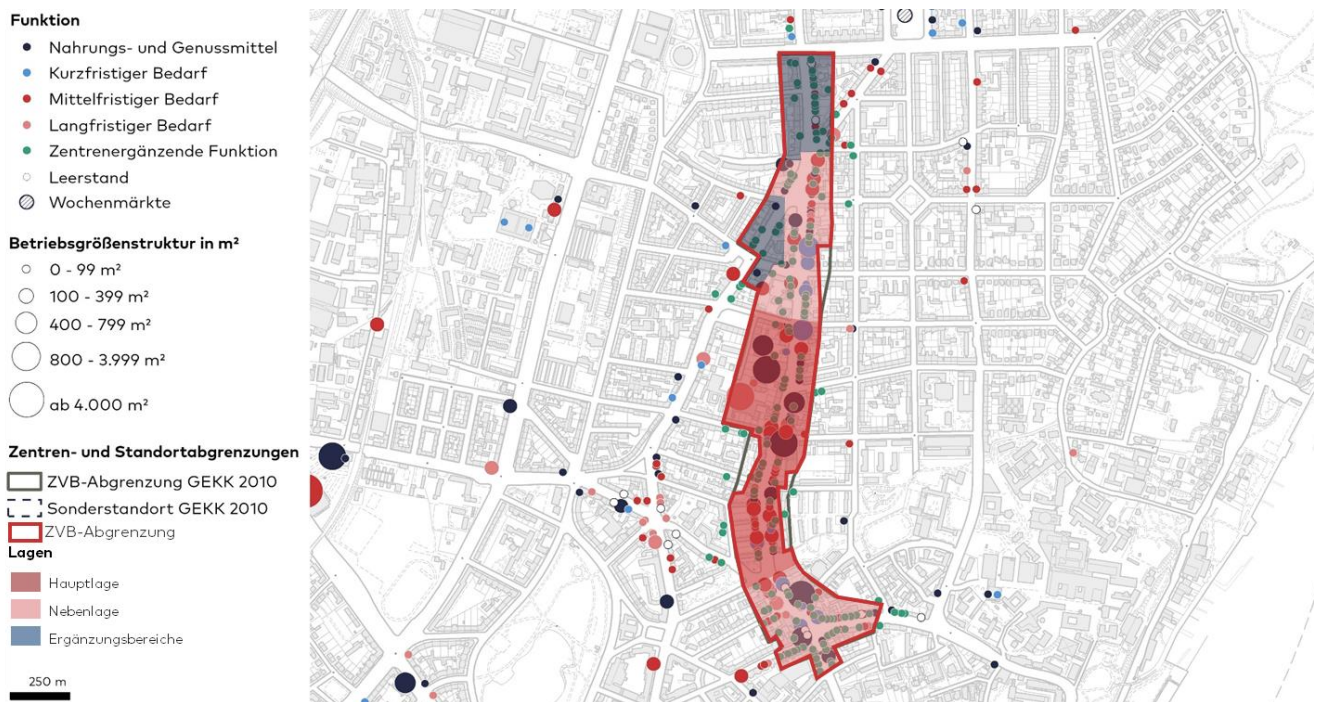 Funktion
Nahrungs- und Genussmittel
Kurzfristiger Bedarf
Mittelfristiger Bedarf
Langfristiger Bedarf
Zentrenergänzende Funktion
Leerstand
Wochenmärkte
Betriebsgrößenstruktur in m²
0 - 99 m²
100 - 399 m²
400 - 799 m²
800 - 3.999 m²
ab 4.000 m²
Zentren- und Standortabgrenzungen
ZVB-Abgrenzung GEKK 2010
Sonderstandort GEKK 2010
ZVB-Abgrenzung
Lagen
Hauptlage
Nebenlage
Ergänzungsbereiche
250 m